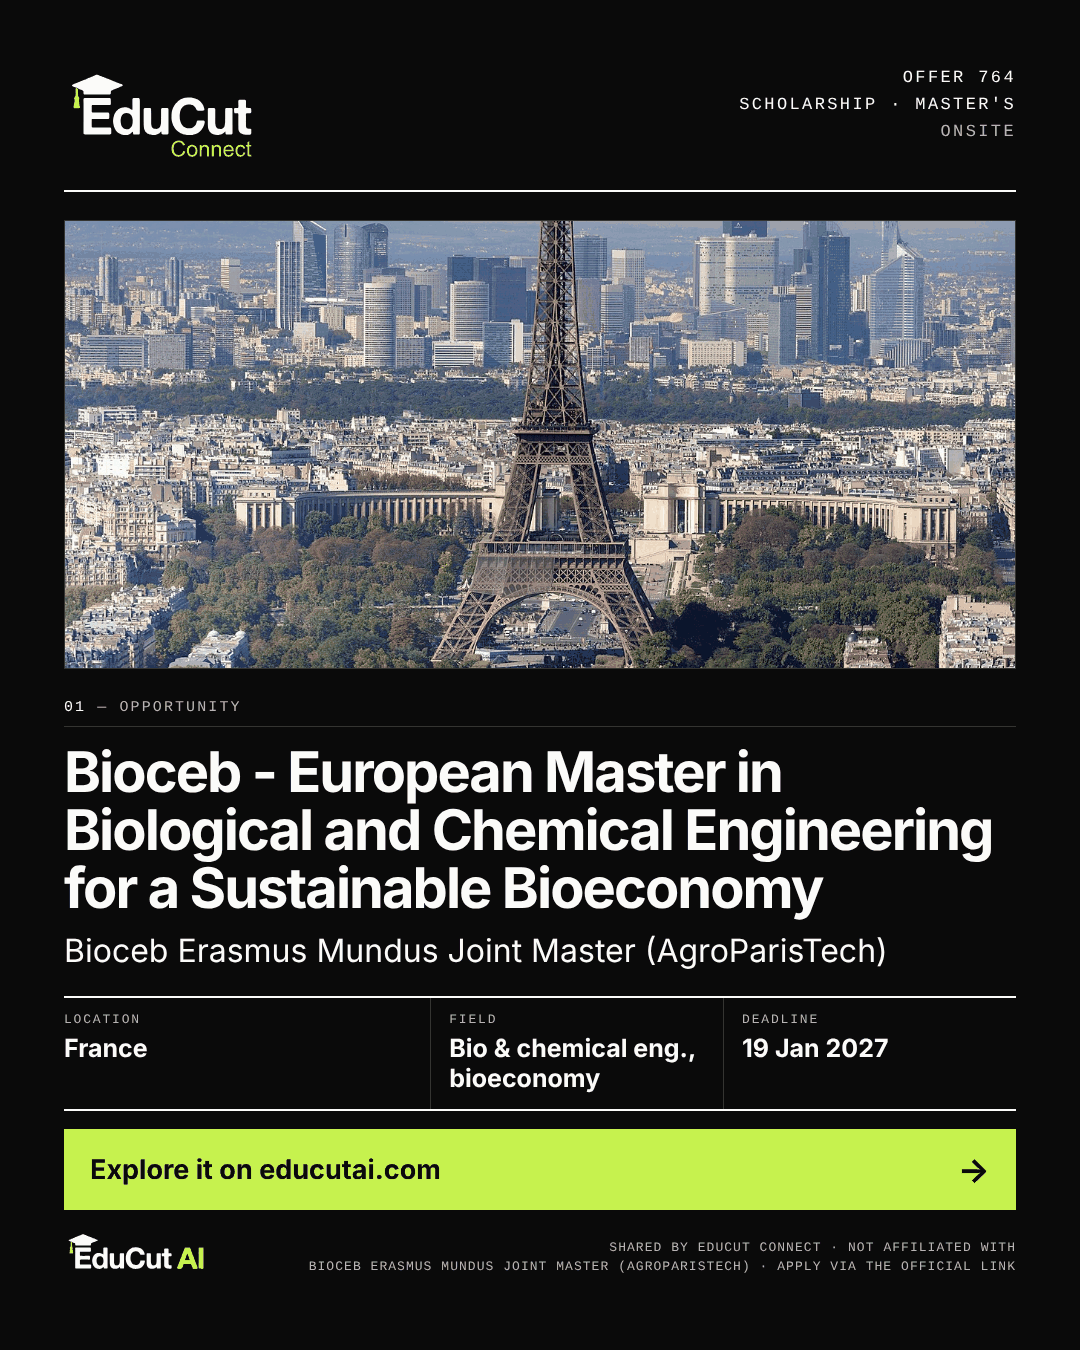 EduCut
Connect
OFFER 764
SCHOLARSHIP · MASTER'S
ONSITE
01 — OPPORTUNITY
Bioceb - European Master in
Biological and Chemical Engineering
for a Sustainable Bioeconomy
Bioceb Erasmus Mundus Joint Master (AgroParisTech)
LOCATION
France
FIELD
Bio & chemical eng.,
bioeconomy
DEADLINE
19 Jan 2027
Explore it on educutai.com →
EduCut AI
SHARED BY EDUCUT CONNECT · NOT AFFILIATED WITH
BIOCEB ERASMUS MUNDUS JOINT MASTER (AGROPARISTECH) · APPLY VIA THE OFFICIAL LINK